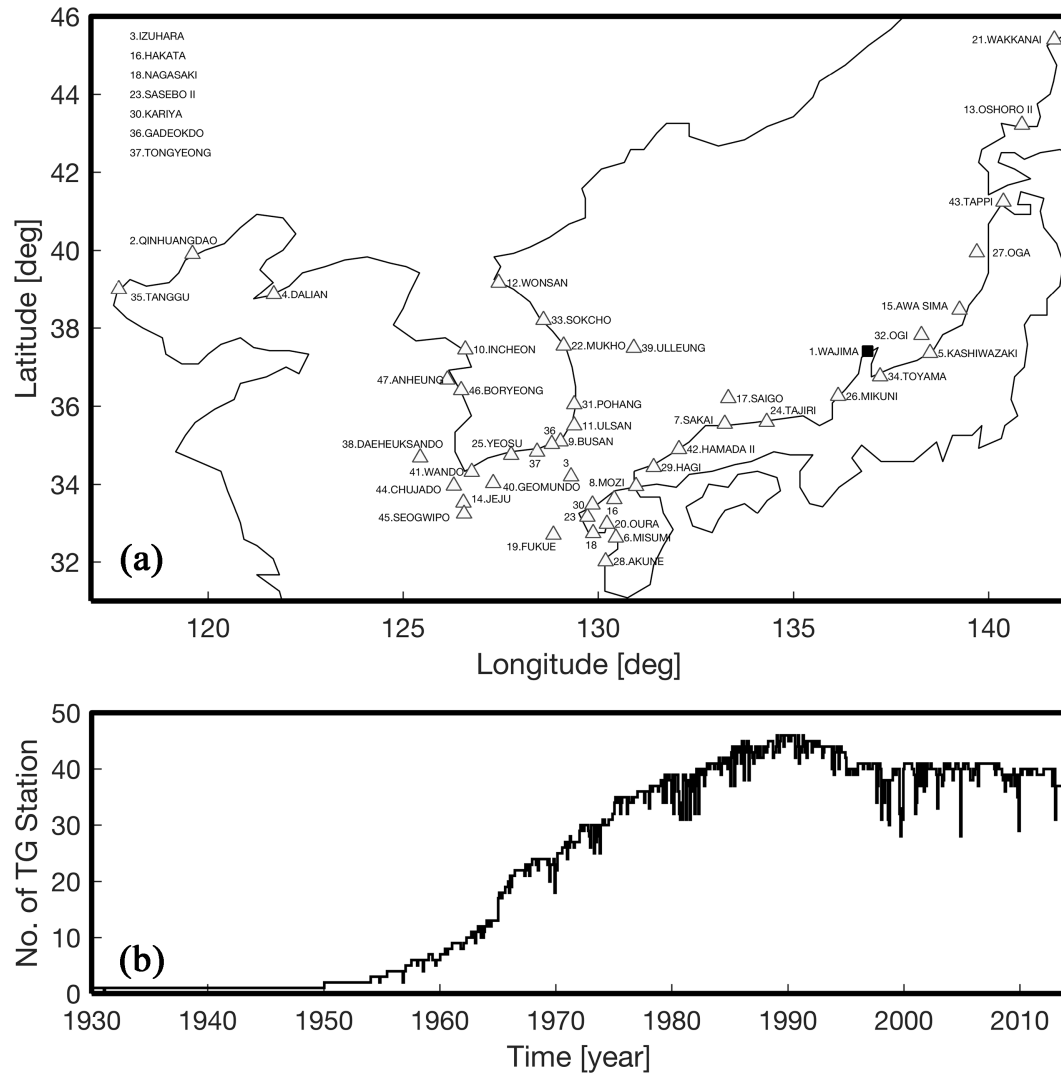 46
3.IZUHARA
21.WAKKANAI
16.HAKATA
18.NAGASAKI
23.SASEBO II
44
30.KARIYA
13.OSHORO II
36.GADEOKDO
37.TONGYEONG
42
43.TAPPI
2.QINHUANGDAO
40
27.OGA
12.WONSAN
35.TANGGU
4.DALIAN
15.AWA SIMA
33.SOKCHO
38
32.OGI
10.INCHEON
22.MUKHO
39.ULLEUNG
1.WAJIMA
5.KASHIWAZAKI
47.ANHEUNG
46.BORYEONG
34.TOYAMA
26.MIKUNI
36
31.POHANG
17.SAIGO
24.TAJIRI
7.SAKAI
11.ULSAN
38.DAEHEUKSANDO
25.YEOSU
36
9.BUSAN
42.HAMADA II
37
41.WANDO
3
29.HAGI
34
44.CHUJADO
40.GEOMUNDO
8.MOZI
14.JEJU
30
16
45.SEOGWIPO
23
20.OURA
19.FUKUE
18
6.MISUMI
32
28.AKUNE
(a)
Latitude [deg]
120
125
130
135
140
Longitude [deg]
50
40
30
20
10
0
No. of TG Station
(b)
1930
1940
1950
1960
1970
1980
1990
2000
2010
Time [year]